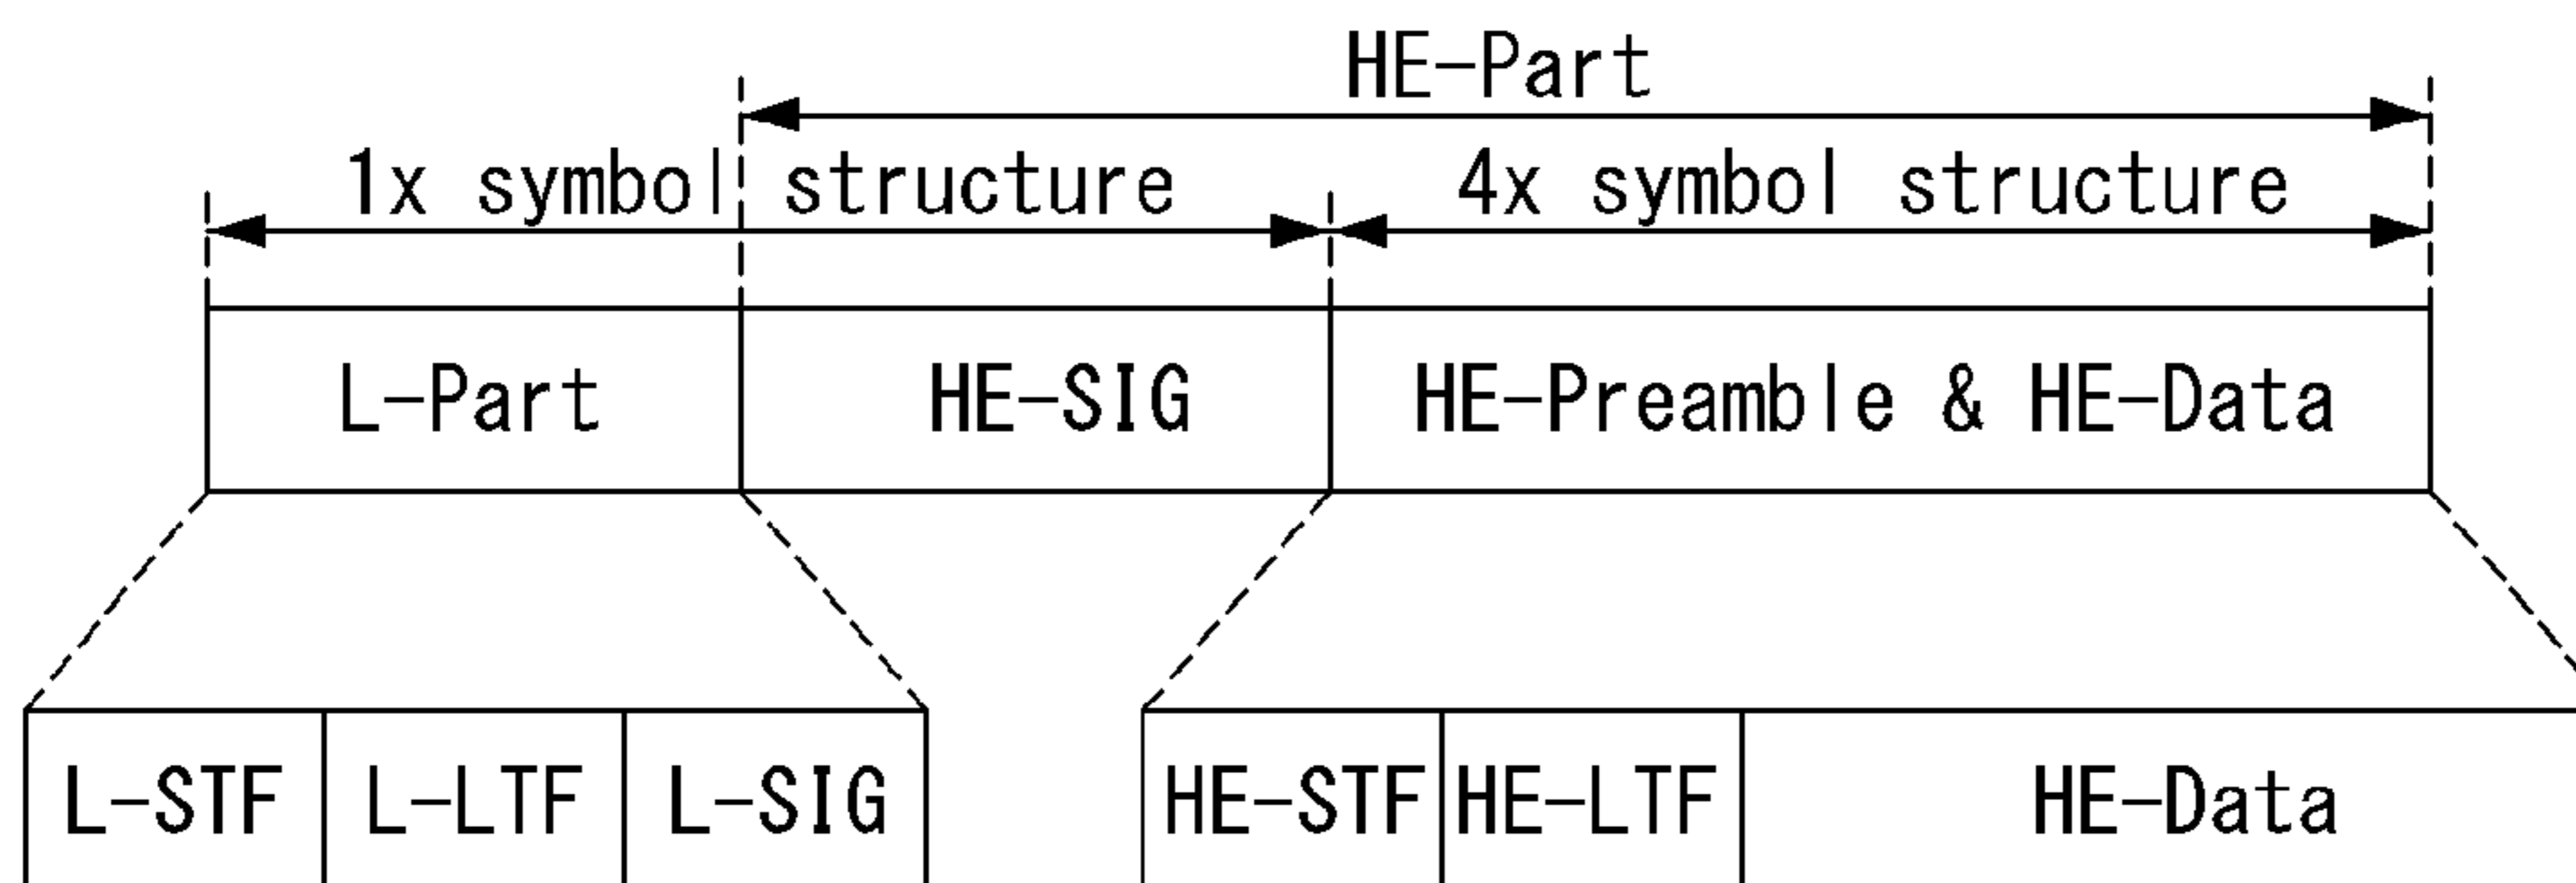 HE-Part
1x symbol structure 4x symbol structure
L-Part HE-SIG HE-Preamble & HE-Data
L-STF L-LTF L-SIG HE-STF HE-LTF HE-Data